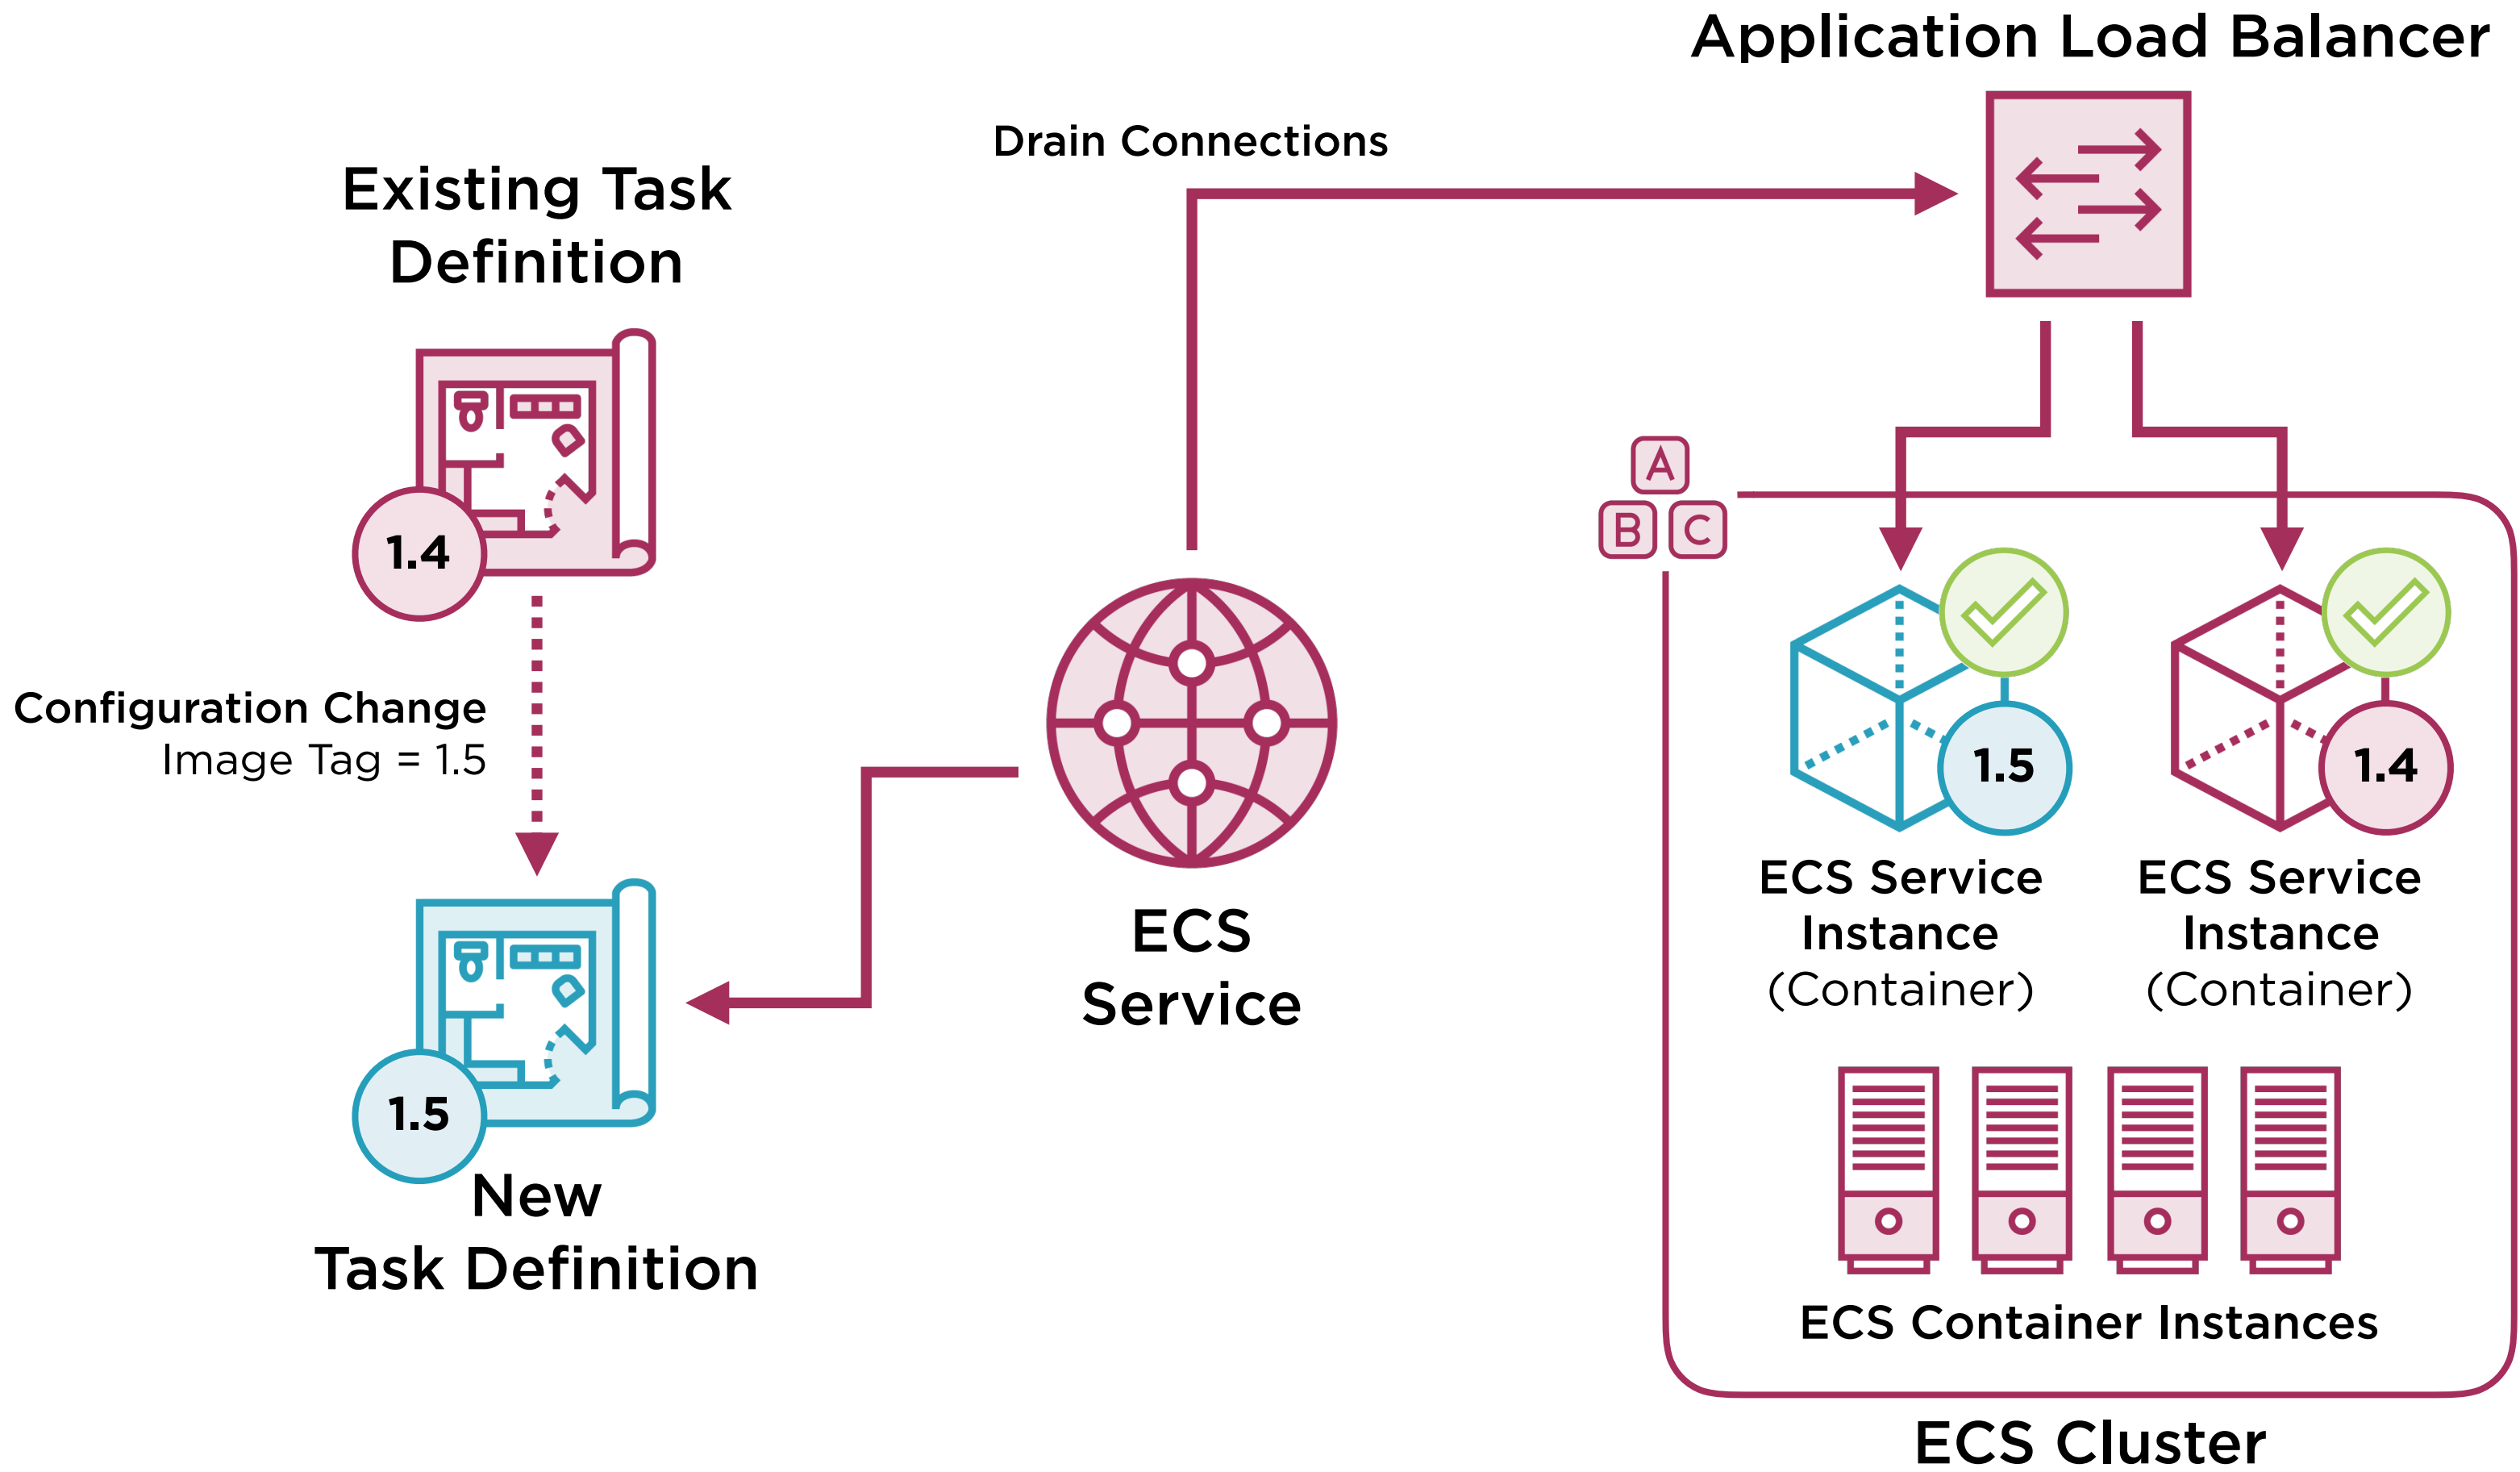 Application Load Balancer
Drain Connections
Existing Task
Definition
1.4
Configuration Change
Image Tag = 1.5
1.5
New
Task Definition
ECS
Service
A
B
C
1.5
1.4
ECS Service
Instance
(Container)
ECS Service
Instance
(Container)
ECS Container Instances
ECS Cluster